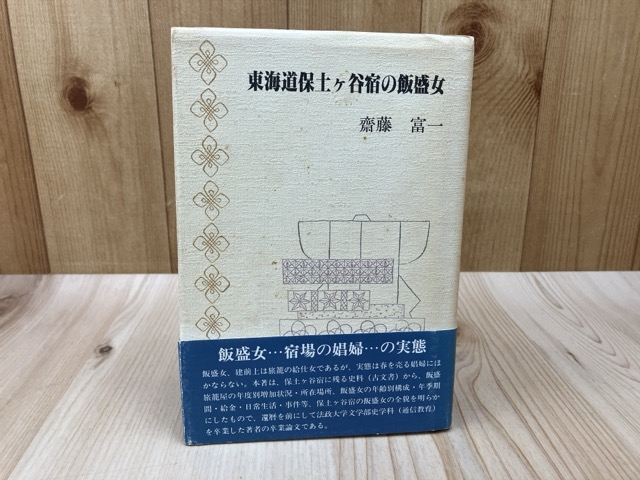 東海道保土ヶ谷宿の飯盛女
齋藤 富一
飯盛女…宿場の娼婦…の実態
飯盛女、建前上は旅籠の給仕女であるが、実態は春を売る娼婦には
かならない。本著は、保土ヶ谷宿に残る史料(古文書)から、飯盛
旅籠屋の年度別増加状況・所在場所、飯盛女の年齢別構成・年季期
間・給金・日常生活・事件等、保土ヶ谷宿の飯盛女の全貌を明らか
にしたもので、還暦を前にして法政大学文学部史学科(通信教育)
を卒業した著者の卒業論文である。